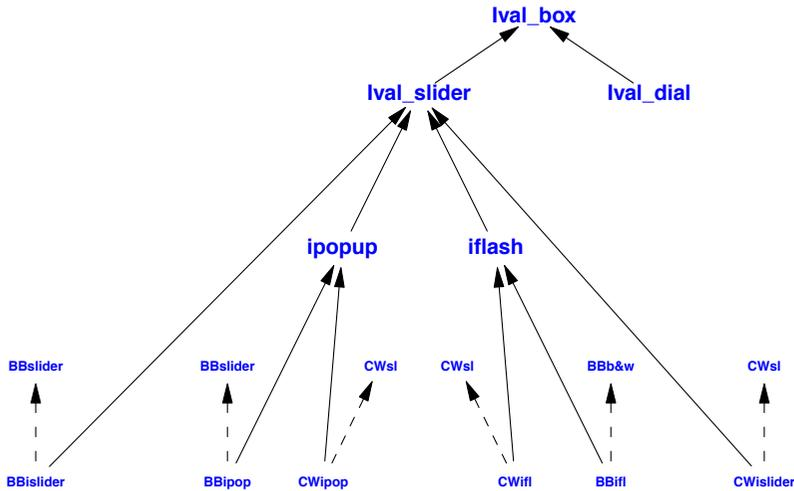 Ival_box
Ival_slider
Ival_dial
ipopup
iflash
BBslider
BBslider
CWsl
CWsl
BBb&w
CWsl
BBislider
BBipop
CWipop
CWifl
BBifl
CWislider